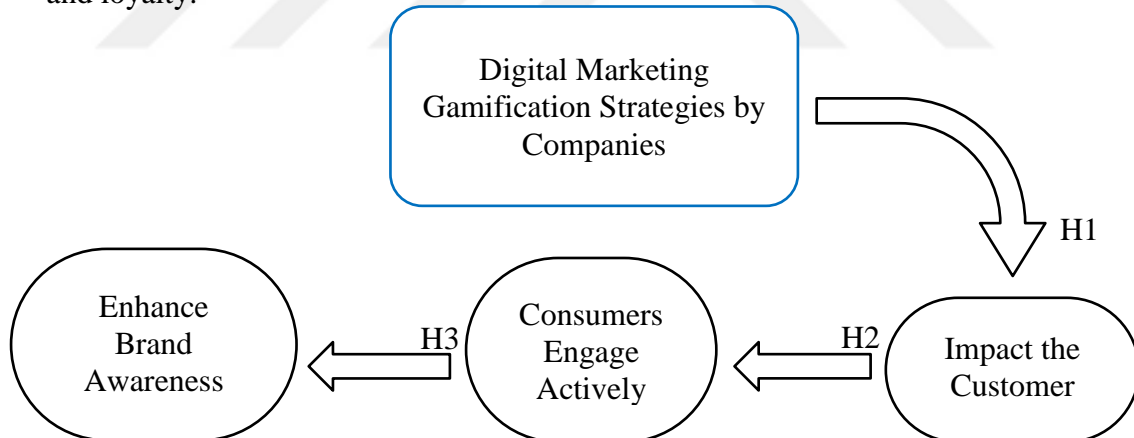 and loyalty.
Digital Marketing
Gamification Strategies by
Companies
H1
Enhance
Brand
Awareness
H3
Consumers
Engage
Actively
H2
Impact the
Customer